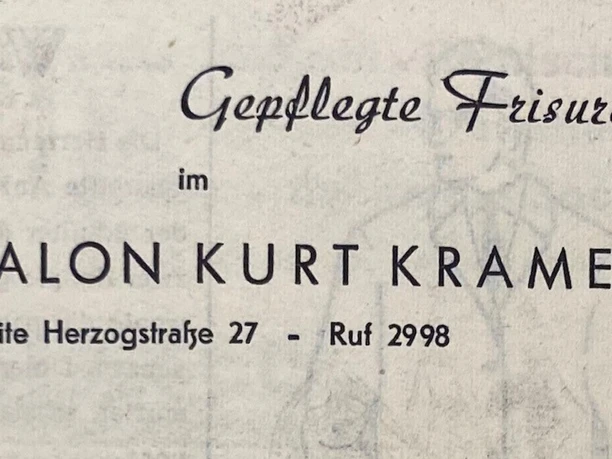 Gepflegte Frisur
im
ALON KURT KRAME
ite Herzogstraße 27 - Ruf 2998